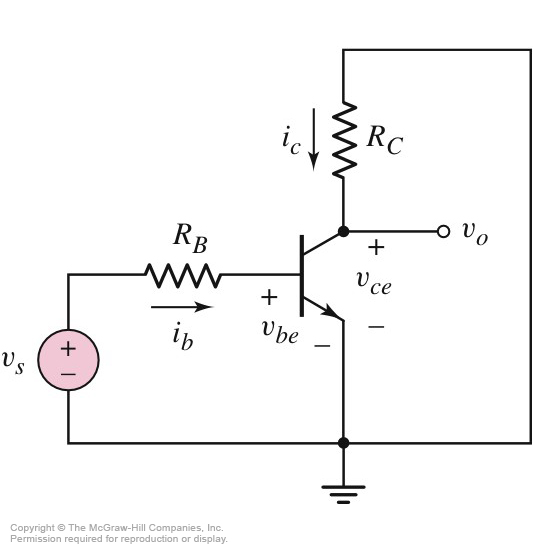 i_c
R_C
R_B
+
v_o
+
v_ce
i_b
v_be
−
−
v_s
+
−
Copyright © The McGraw-Hill Companies, Inc.
Permission required for reproduction or display.